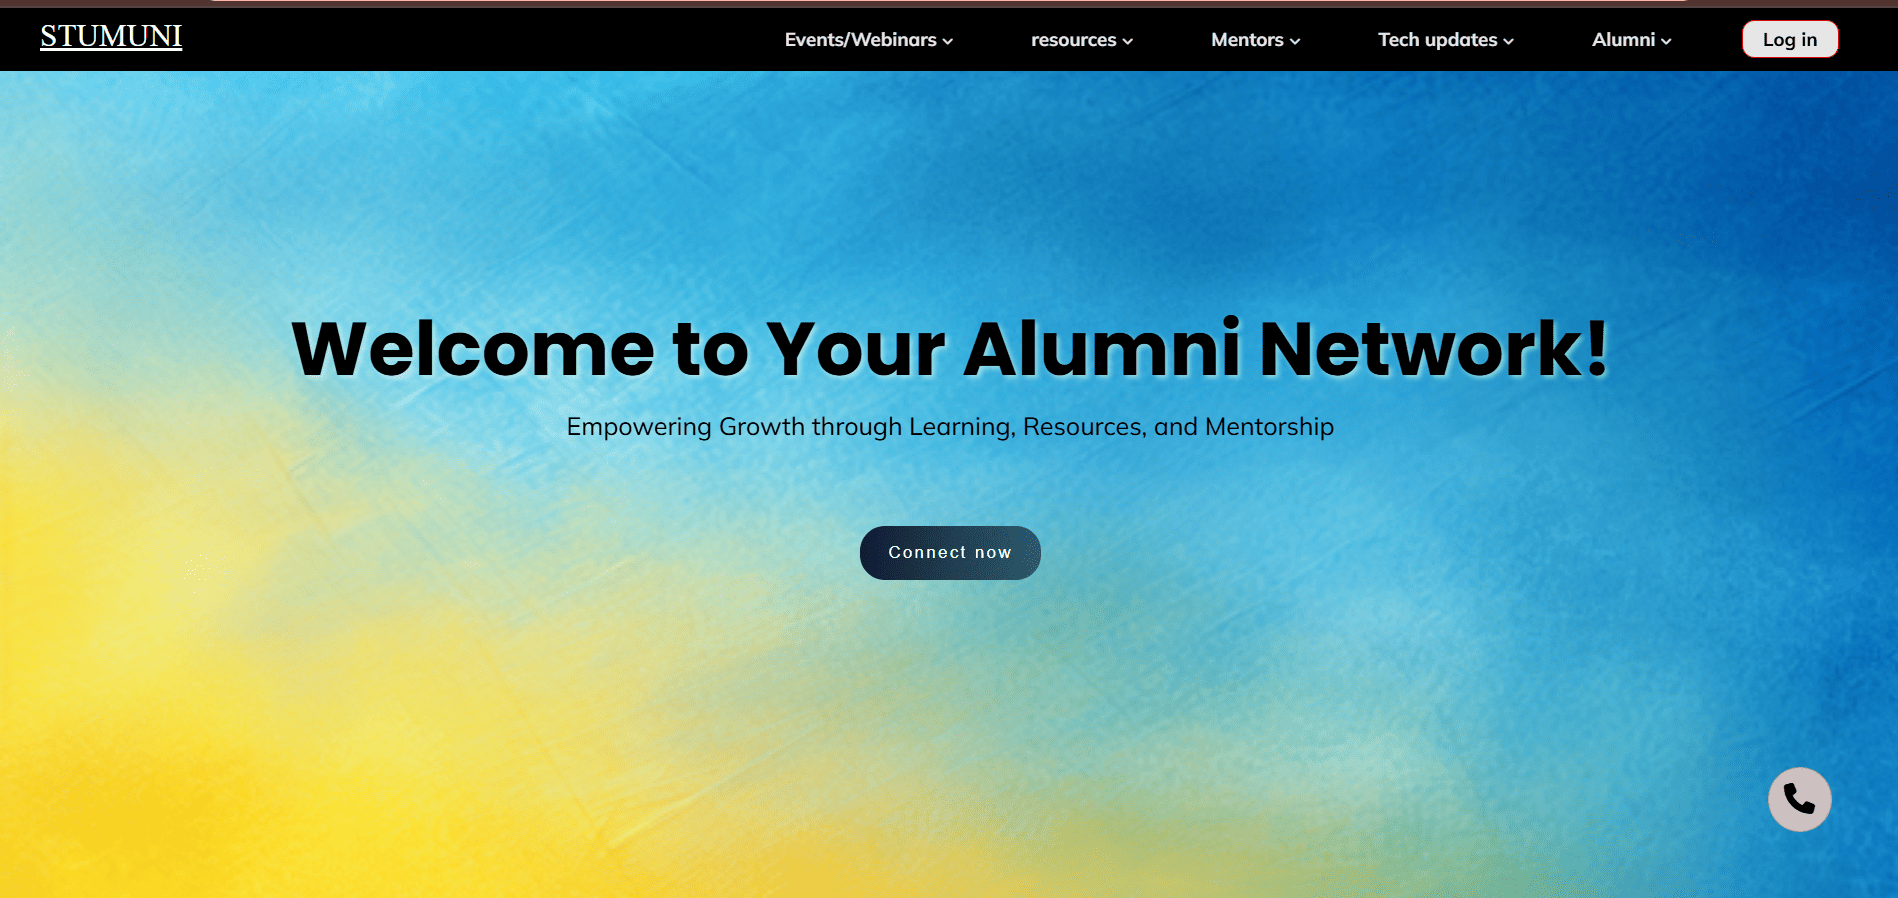 STUMUNI
Events/Webinars
resources
Mentors
Tech updates
Alumni
Log in
Welcome to Your Alumni Network!
Empowering Growth through Learning, Resources, and Mentorship
Connect now